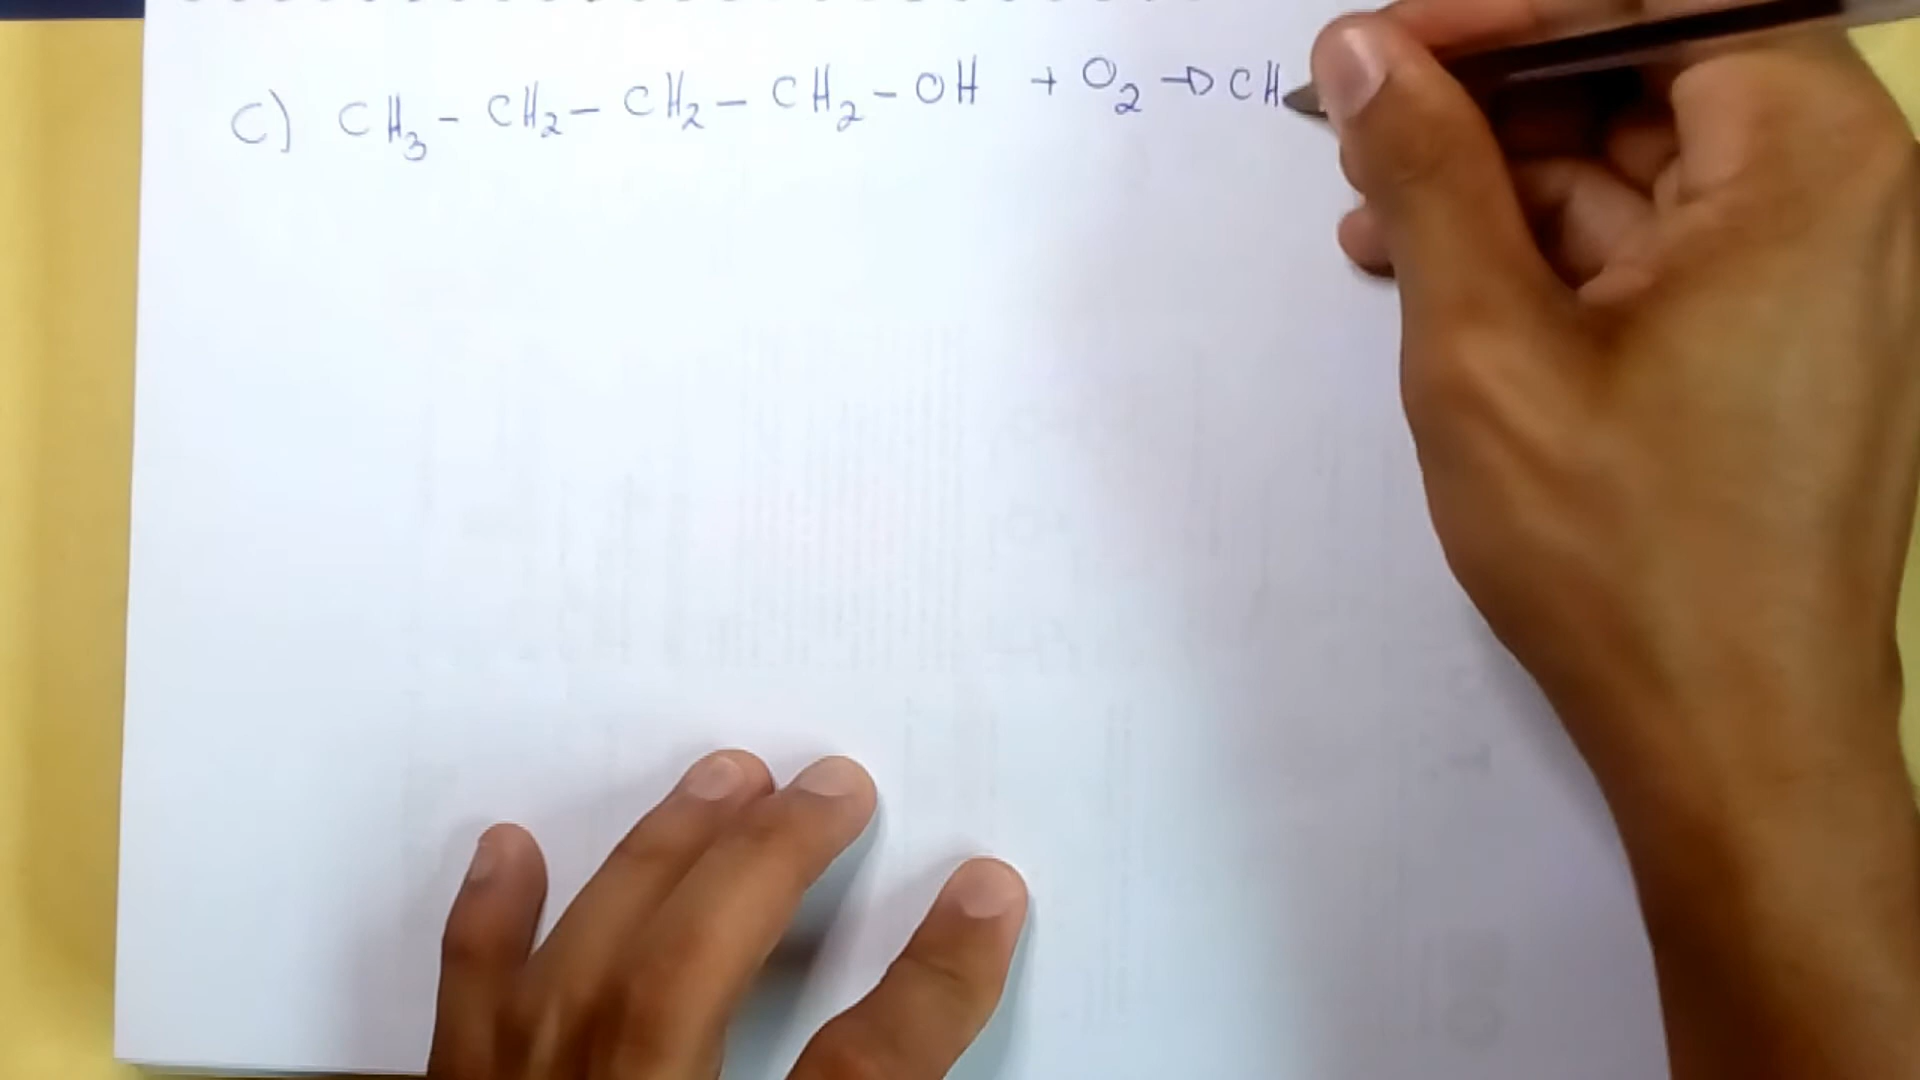 C) CH₃ - CH₂ - CH₂ - CH₂ - OH + O₂ → CH